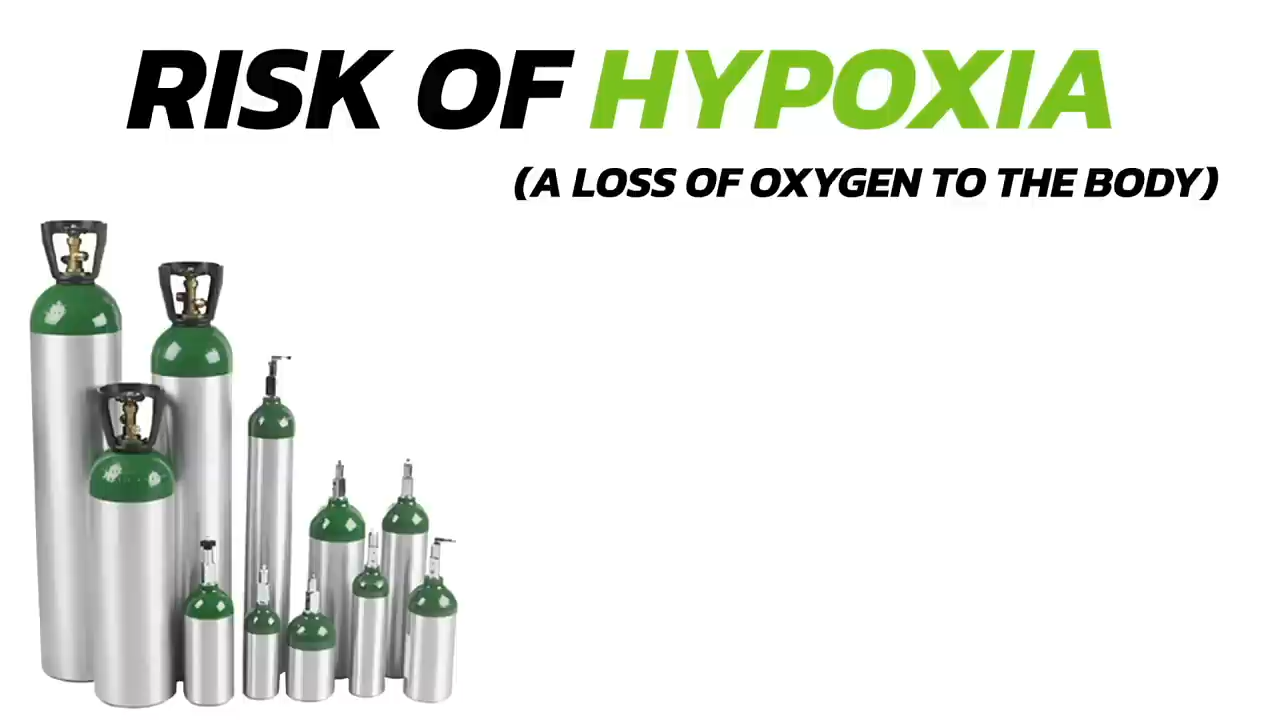 RISK OF HYPOXIA
(A LOSS OF OXYGEN TO THE BODY)